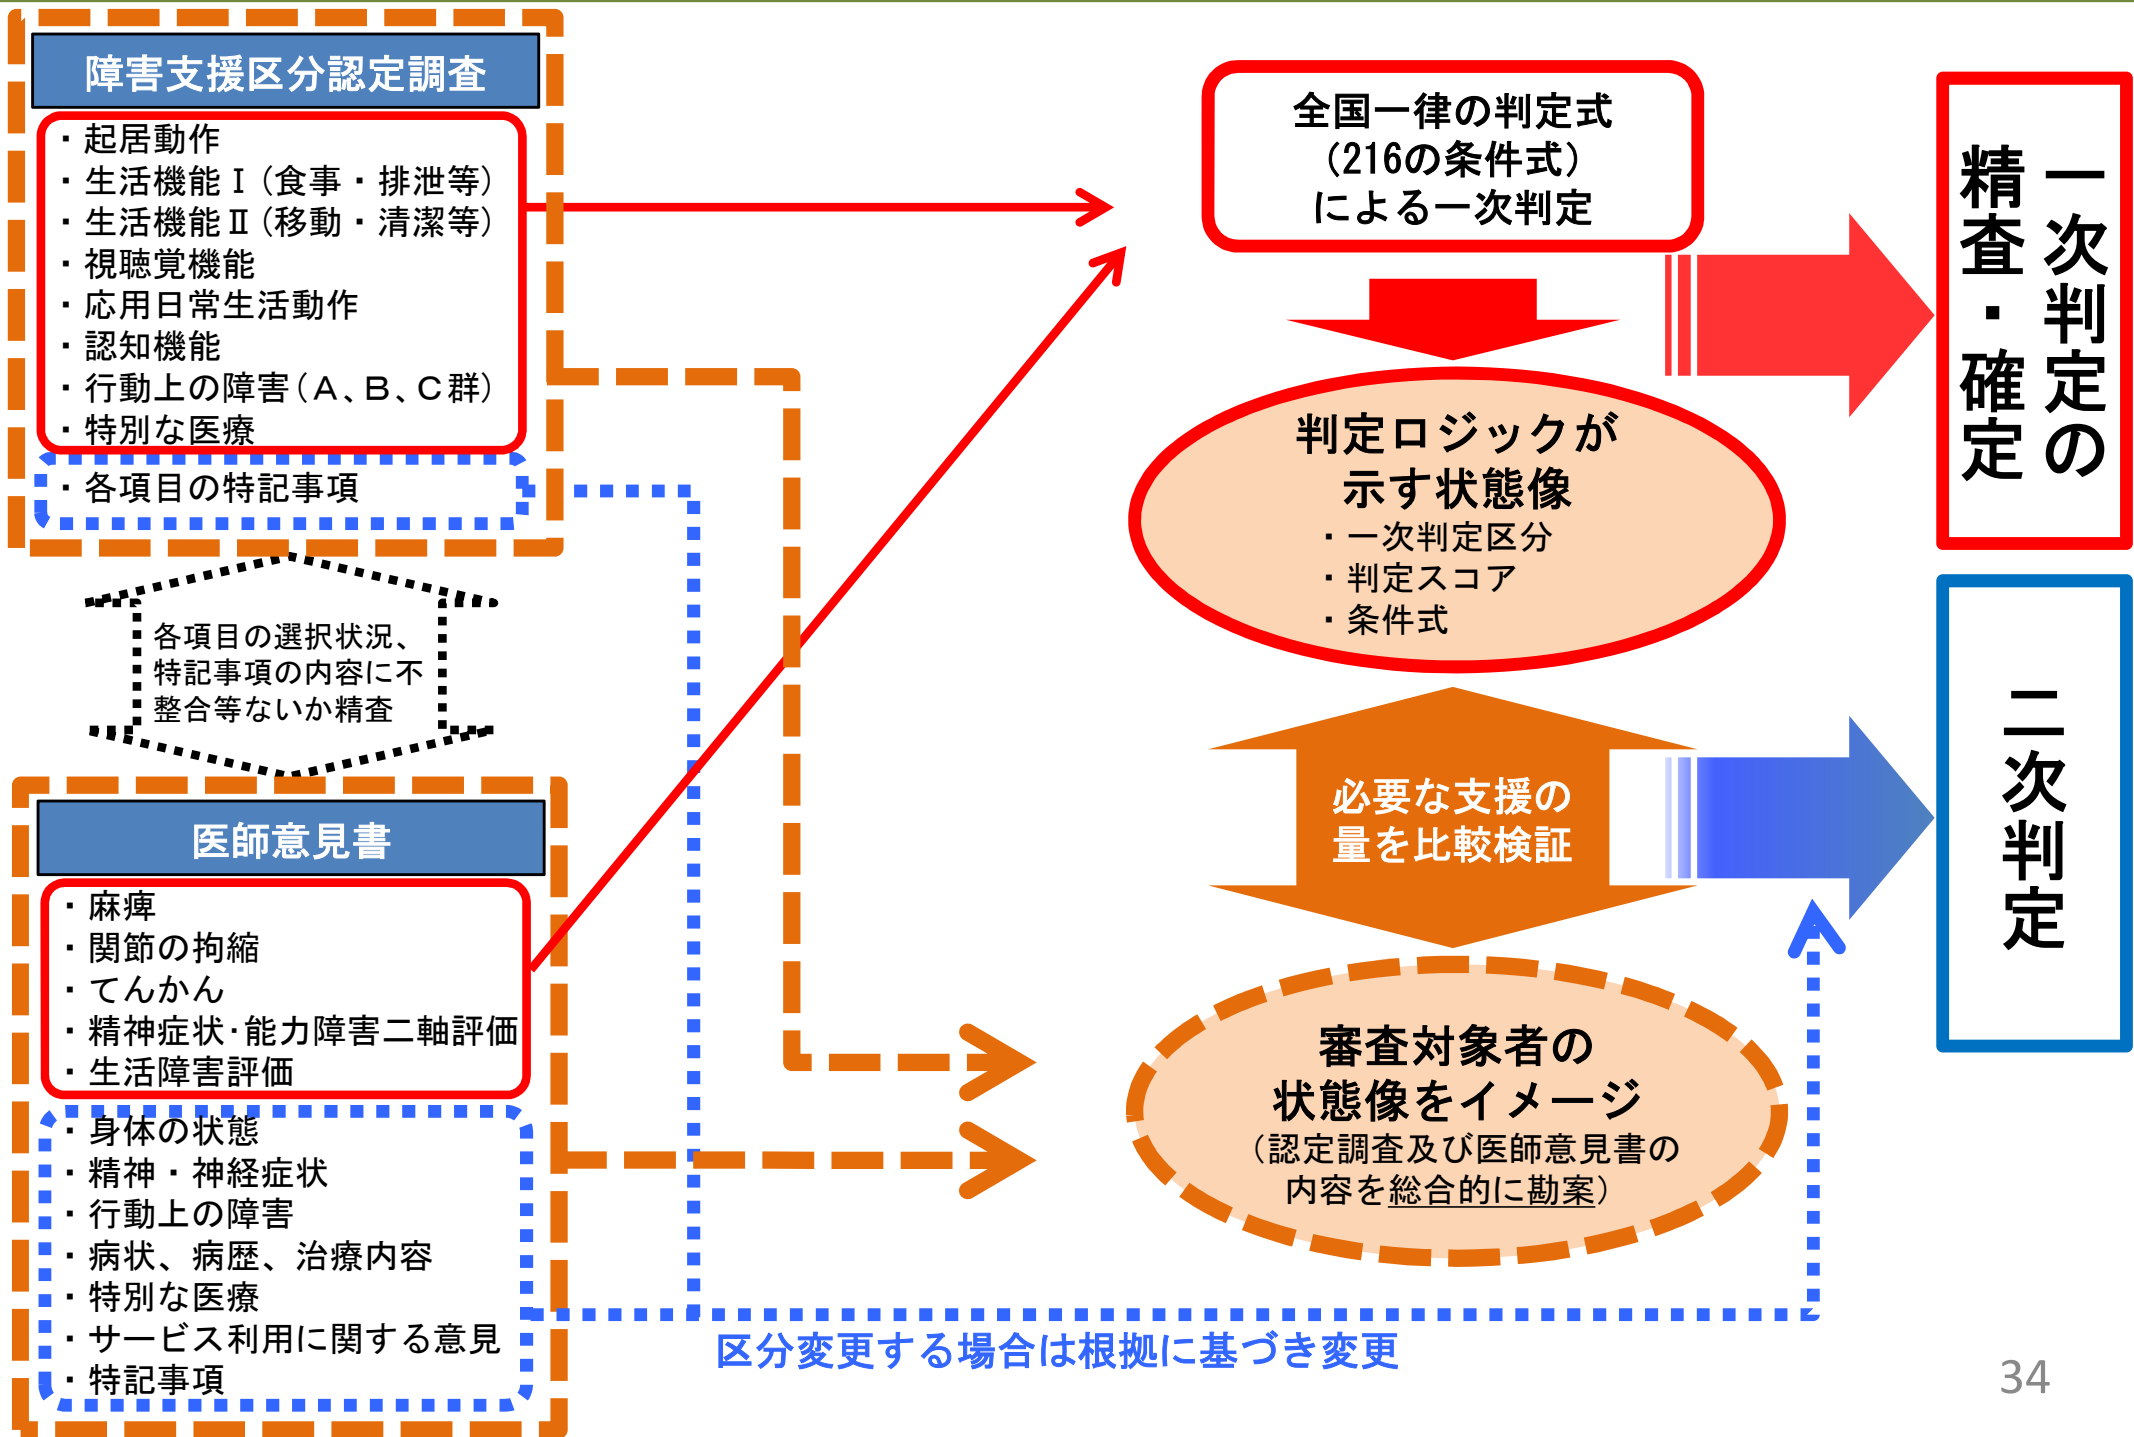 障害支援区分認定調査
・起居動作
・生活機能Ⅰ（食事・排泄等）
・生活機能Ⅱ（移動・清潔等）
・視聴覚機能
・応用日常生活動作
・認知機能
・行動上の障害（Ａ、Ｂ、Ｃ群）
・特別な医療
・各項目の特記事項
各項目の選択状況、
特記事項の内容に不
整合等ないか精査
医師意見書
・麻痺
・関節の拘縮
・てんかん
・精神症状・能力障害二軸評価
・生活障害評価
・身体の状態
・精神・神経症状
・行動上の障害
・病状、病歴、治療内容
・特別な医療
・サービス利用に関する意見
・特記事項
全国一律の判定式
（216の条件式）
による一次判定
判定ロジックが
示す状態像
・一次判定区分
・判定スコア
・条件式
必要な支援の
量を比較検証
審査対象者の
状態像をイメージ
（認定調査及び医師意見書の
内容を総合的に勘案）
区分変更する場合は根拠に基づき変更
一次判定の
精査・確定
二次判定
34